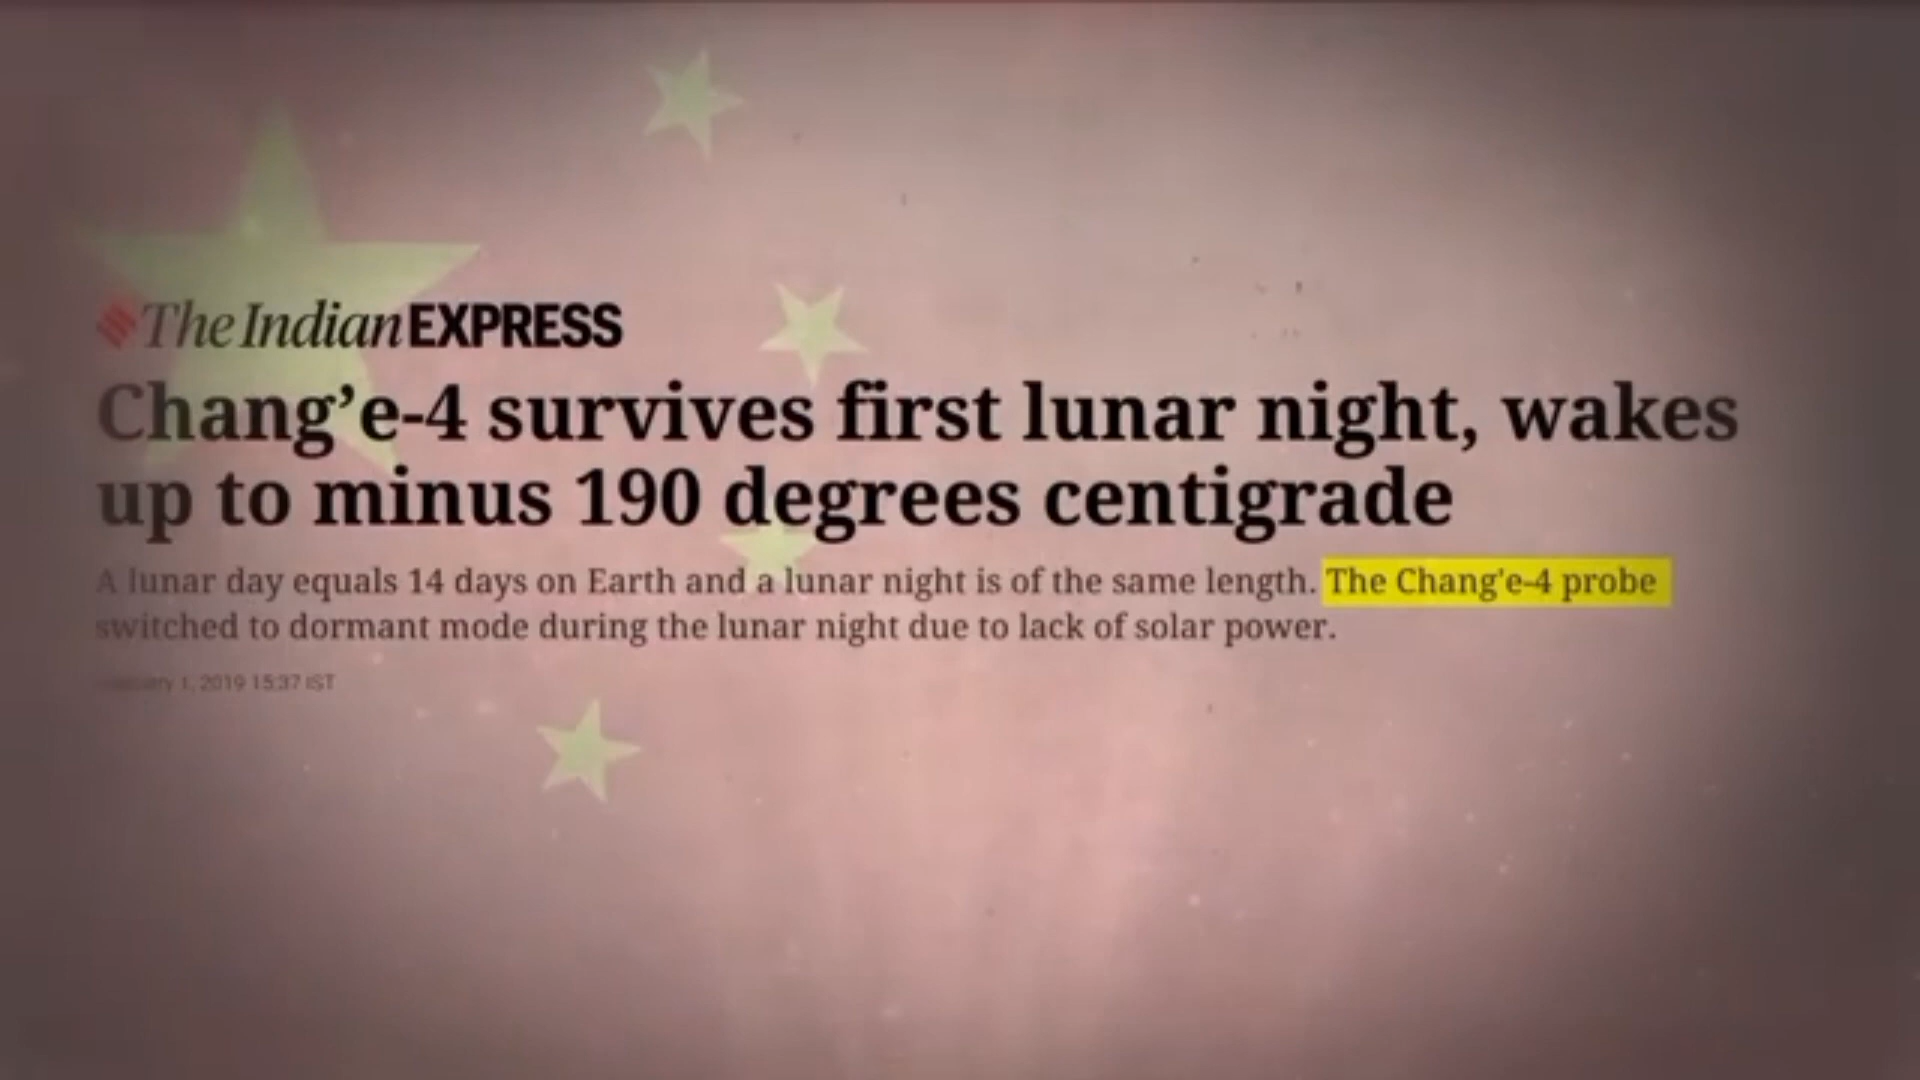 The Indian EXPRESS
Chang’e-4 survives first lunar night, wakes
up to minus 190 degrees centigrade
A lunar day equals 14 days on Earth and a lunar night is of the same length. The Chang'e-4 probe
switched to dormant mode during the lunar night due to lack of solar power.
1, 2019 15:37 IST